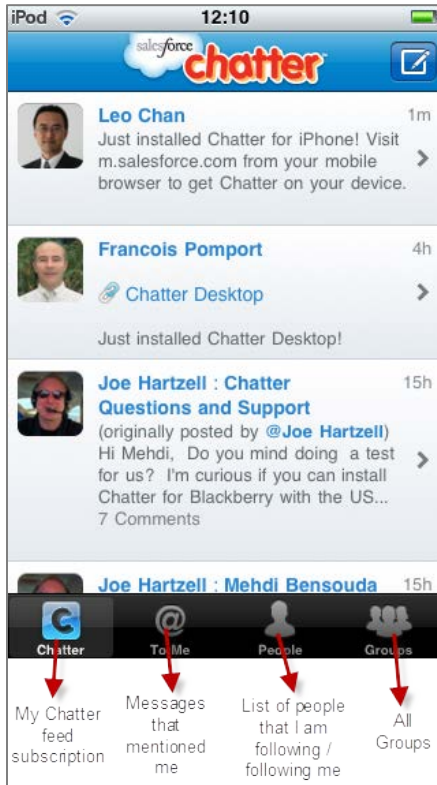 iPod 12:10
salesforce
chatter
Leo Chan 1m
Just installed Chatter for iPhone! Visit
m.salesforce.com from your mobile
browser to get Chatter on your device.
Francois Pomport 4h
Chatter Desktop
Just installed Chatter Desktop!
Joe Hartzell : Chatter 15h
Questions and Support
(originally posted by @Joe Hartzell)
Hi Mehdi, Do you mind doing a test
for us? I'm curious if you can install
Chatter for Blackberry with the US...
7 Comments
Joe Hartzell : Mehdi Bensouda 15h
Chatter To Me People Groups
My Chatter
feed
subscription
Messages
that
mentioned
me
List of people
that I am
following /
following me
All
Groups